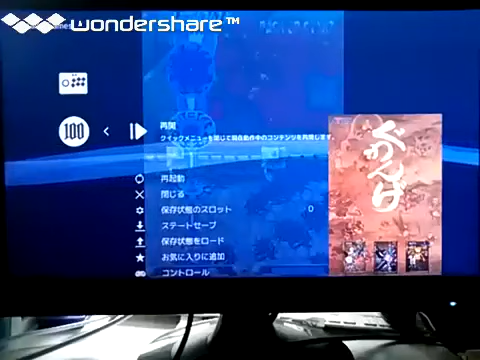 wondershare™
100
再開
クイックメニューを閉じて現在動作中のコンテンツを再開します。
再起動
閉じる
保存状態のスロット 0
ステートセーブ
保存状態をロード
お気に入りに追加
コントロール
ぐわんげ